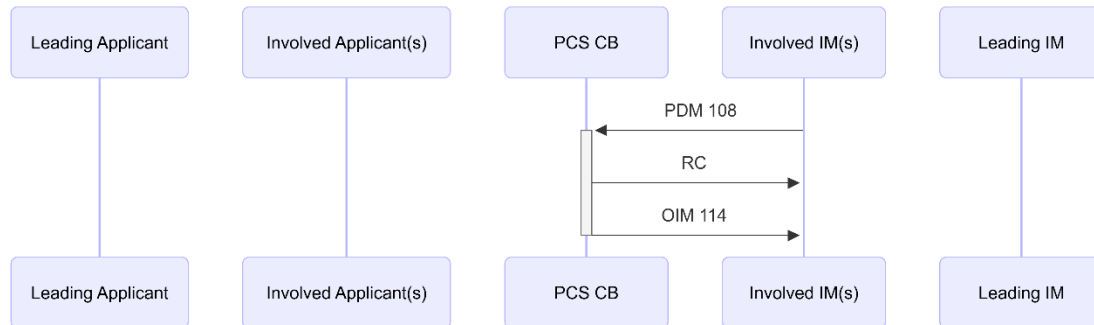 Leading Applicant
Involved Applicant(s)
PCS CB
Involved IM(s)
Leading IM
PDM 108
RC
OIM 114
Leading Applicant
Involved Applicant(s)
PCS CB
Involved IM(s)
Leading IM